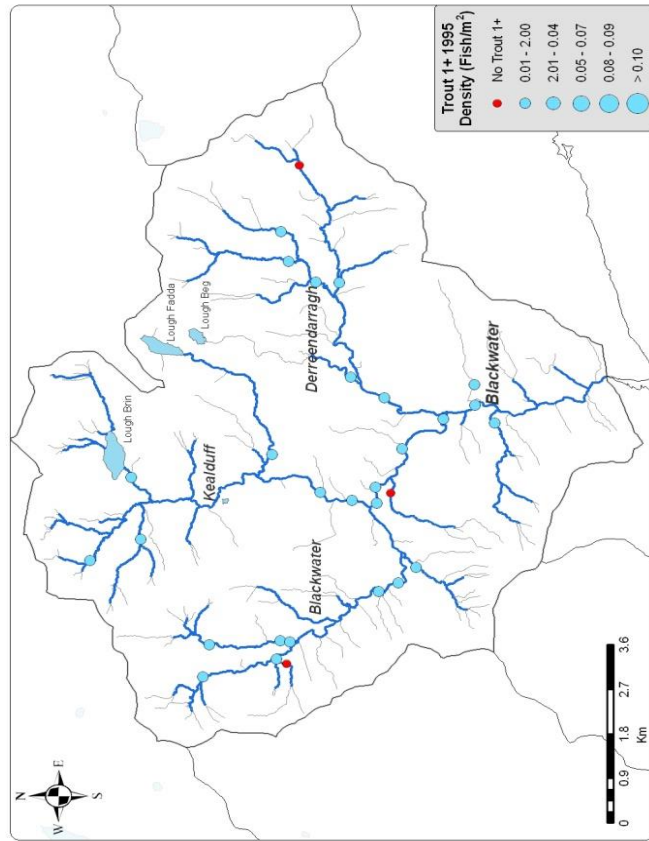 Trout 1+ 1995
Density (Fish/m²)
No Trout 1+
0.01 - 2.00
2.01 - 0.04
0.05 - 0.07
0.08 - 0.09
> 0.10
N
W
E
S
Lough Brin
Lough Fadda
Lough Beg
Kealduff
Derreendarragh
Blackwater
Blackwater
0 0.9 1.8 2.7 3.6
Km